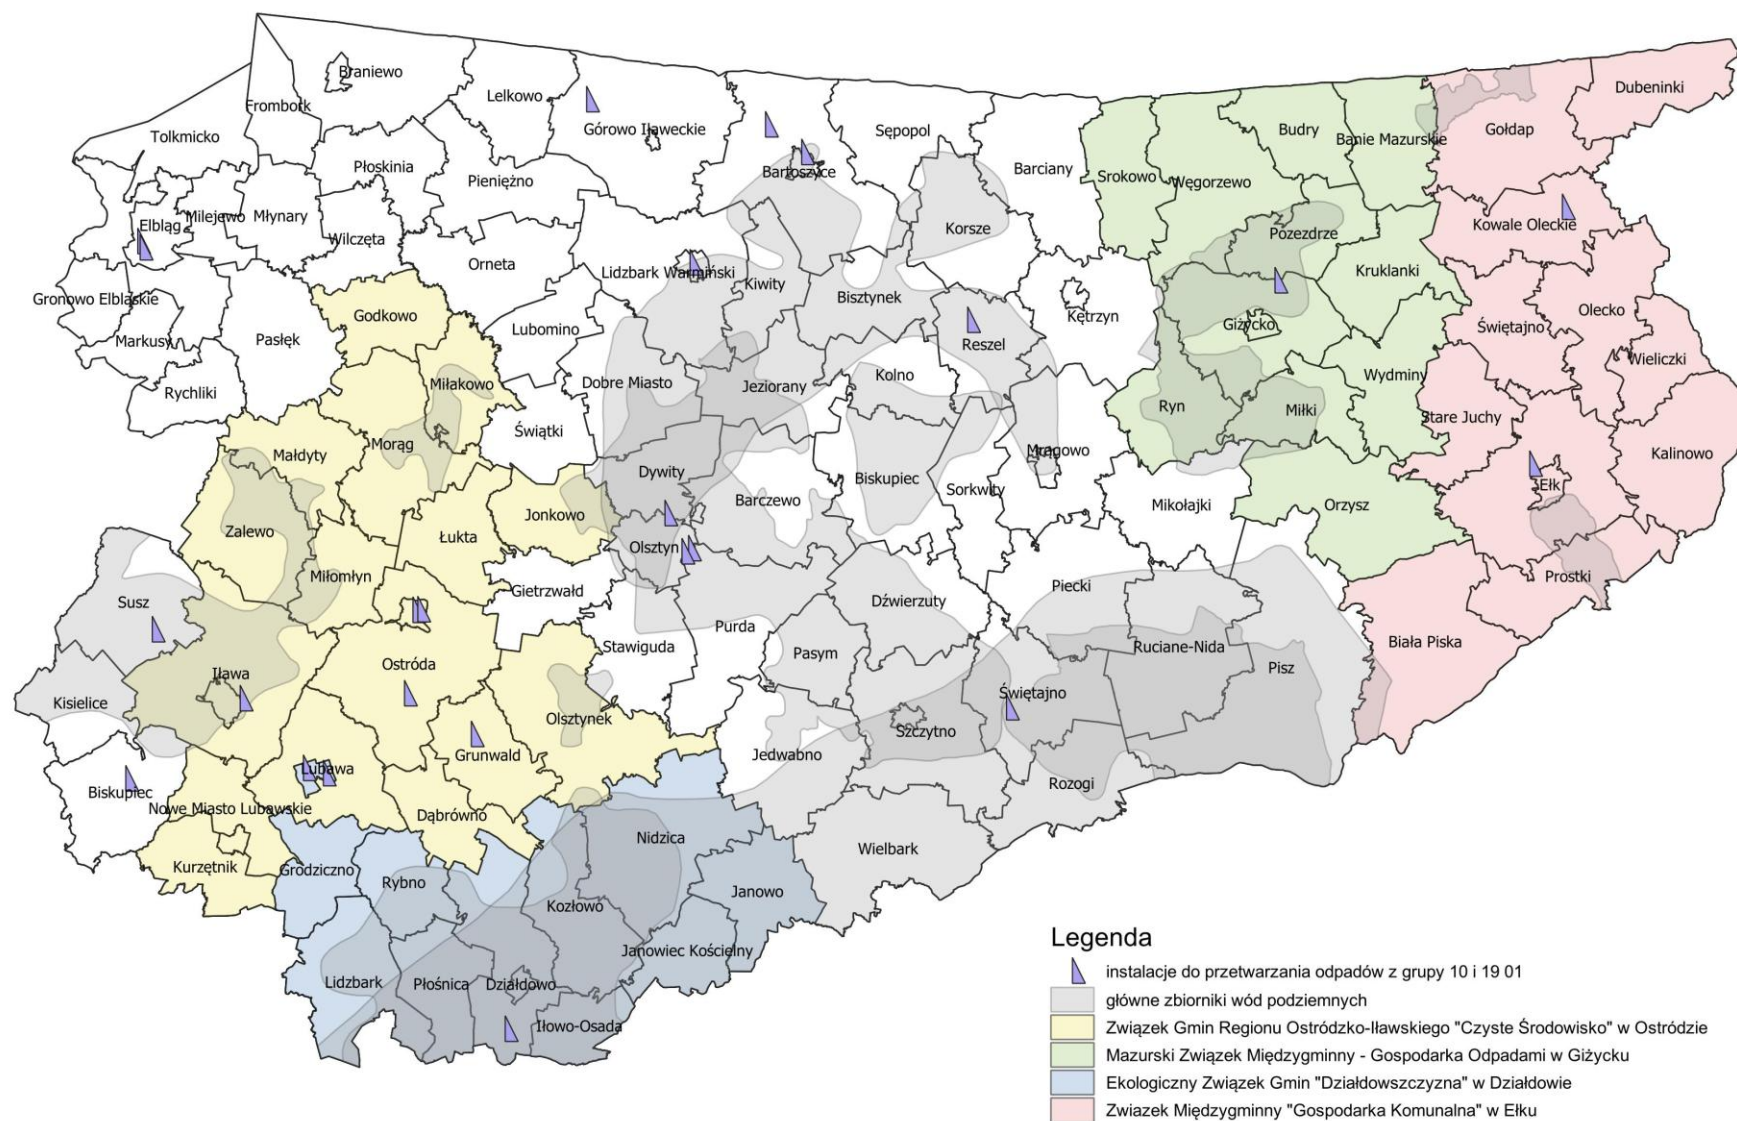 Braniewo
Lelkowo
Frombork
Dubeninki
Tolkmicko
Górowo Iławeckie
Sępopol
Budry
Gołdap
Banie Mazurskie
Barciany
Płoskinia
Bartoszyce
Pieniężno
Srokowo
Węgorzewo
Elbląg
Milejewo
Młynary
Wilczęta
Korsze
Pozezdrze
Kowale Oleckie
Orneta
Lidzbark Warmiński
Kiwity
Bisztynek
Kruklanki
Gronowo Elbląskie
Godkowo
Lubomino
Kętrzyn
Giżycko
Olecko
Świętajno
Markusy
Pasłęk
Reszel
Wieliczki
Rychliki
Miłakowo
Dobre Miasto
Jeziorany
Kolno
Wydminy
Świątki
Ryn
Miłki
Stare Juchy
Małdyty
Morąg
Dywity
Mrągowo
Kalinowo
Biskupiec
Sorkwity
Mikołajki
Ełk
Barczewo
Orzysz
Jonkowo
Zalewo
Łukta
Olsztyn
Miłomłyn
Gietrzwałd
Piecki
Prostki
Susz
Dźwierzuty
Purda
Stawiguda
Pasym
Ruciane-Nida
Biała Piska
Ostróda
Iława
Pisz
Kisielice
Świętajno
Olsztynek
Szczytno
Grunwald
Jedwabno
Lubawa
Rozogi
Biskupiec
Nowe Miasto Lubawskie
Dąbrówno
Nidzica
Wielbark
Kurzętnik
Grodziczno
Rybno
Janowo
Kozłowo
Janowiec Kościelny
Lidzbark
Płośnica
Działdowo
Iłowo-Osada
Legenda
instalacje do przetwarzania odpadów z grupy 10 i 19 01
główne zbiorniki wód podziemnych
Związek Gmin Regionu Ostródzko-Iławskiego "Czyste Środowisko" w Ostródzie
Mazurski Związek Międzygminny - Gospodarka Odpadami w Giżycku
Ekologiczny Związek Gmin "Działdowszczyzna" w Działdowie
Zwiazek Międzygminny "Gospodarka Komunalna" w Ełku